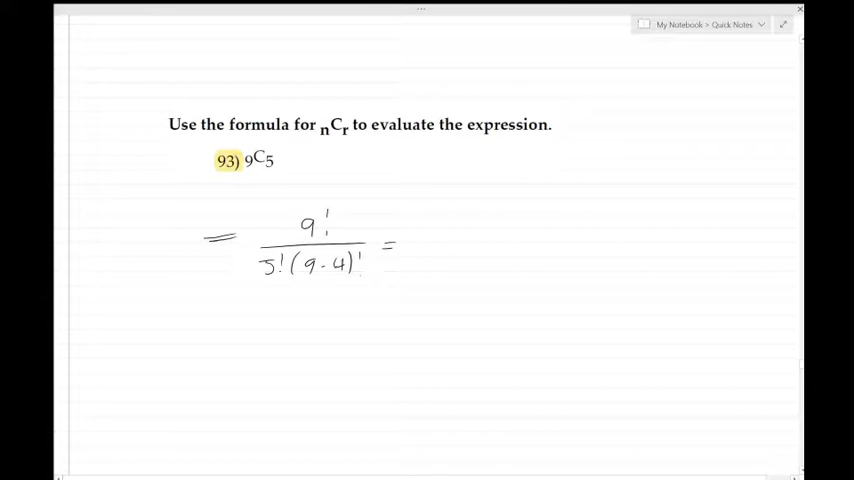 My Notebook > Quick Notes
Use the formula for nCr to evaluate the expression.
93) 9C5
= 9! / 5!(9-4)! =